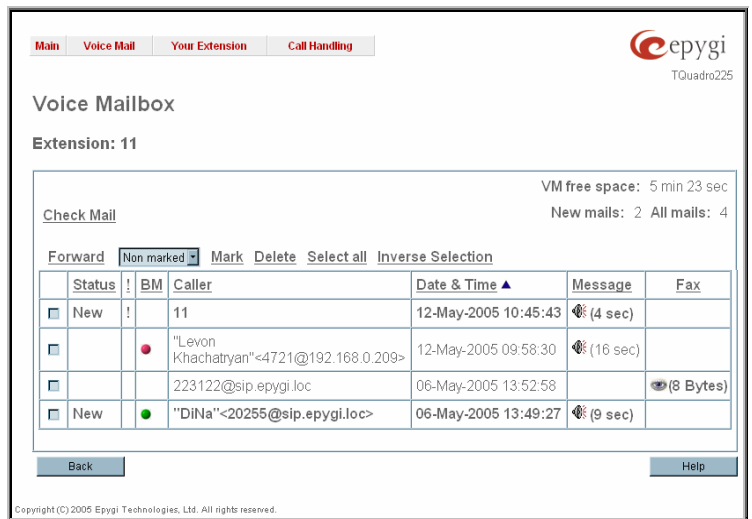 Main Voice Mail Your Extension Call Handling
epygi
TQuadro225
Voice Mailbox
Extension: 11
VM free space: 5 min 23 sec
Check Mail
New mails: 2 All mails: 4
Forward Non marked Mark Delete Select all Inverse Selection
Status ! BM Caller Date & Time Message Fax
New ! 11 12-May-2005 10:45:43 (4 sec)
"Levon
Khachatryan"<4721@192.168.0.209> 12-May-2005 09:58:30 (16 sec)
223122@sip.epygi.loc 06-May-2005 13:52:58 (8 Bytes)
New "DiNa"<20255@sip.epygi.loc> 06-May-2005 13:49:27 (9 sec)
Back Help
Copyright (C) 2005 Epygi Technologies, Ltd. All rights reserved.